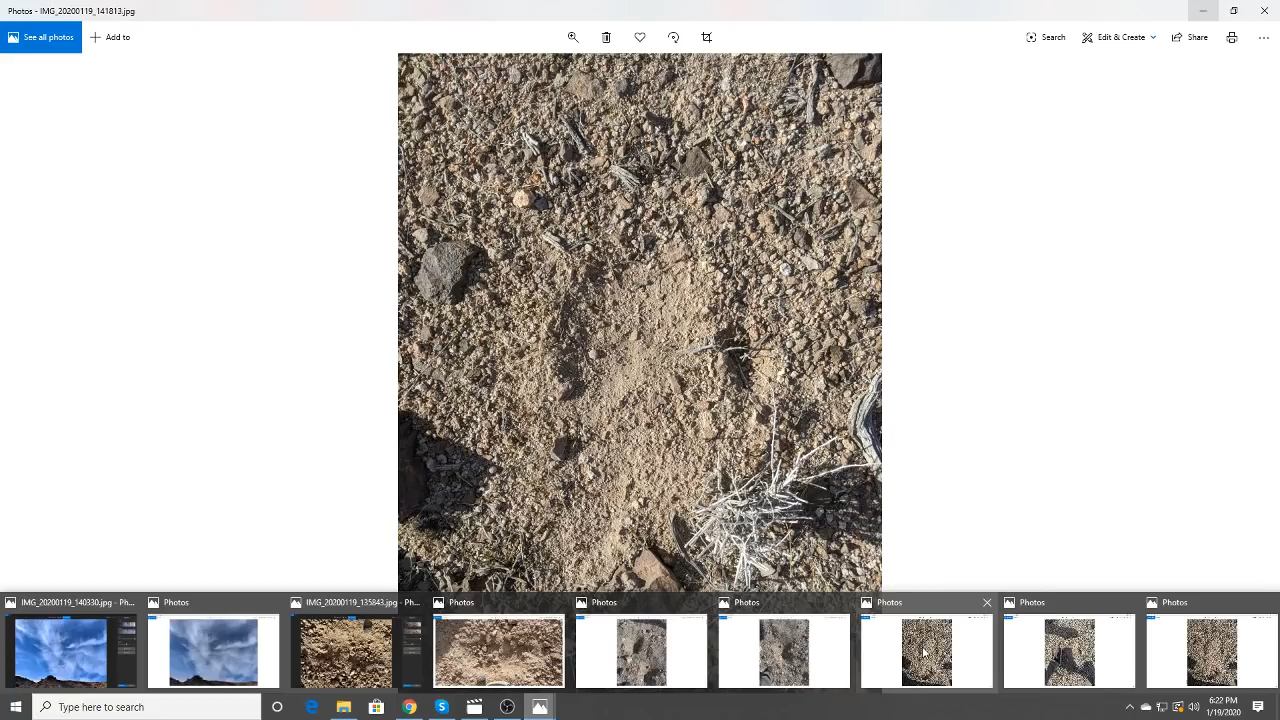 Photos - IMG_20200119_141813.jpg
See all photos
Add to
Search
Edit & Create
Share
IMG_20200119_140330.jpg - Ph...
Photos
IMG_20200119_135843.jpg - Ph...
Photos
Photos
Photos
Photos
Photos
Photos
Type here to search
6:22 PM
1/19/2020